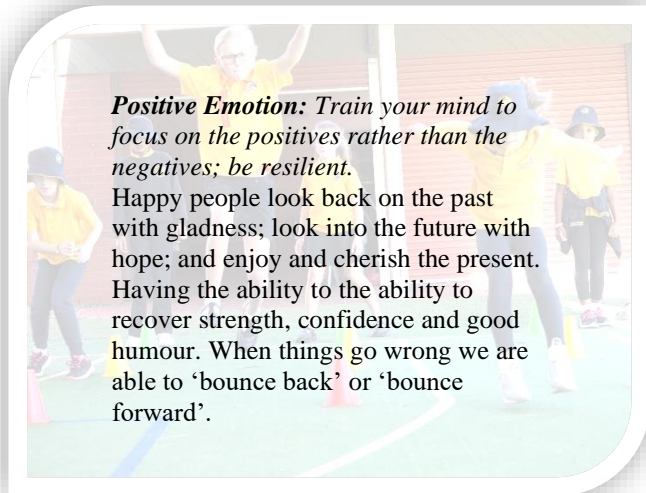 Positive Emotion: Train your mind to
focus on the positives rather than the
negatives; be resilient.
Happy people look back on the past
with gladness; look into the future with
hope; and enjoy and cherish the present.
Having the ability to the ability to
recover strength, confidence and good
humour. When things go wrong we are
able to ‘bounce back’ or ‘bounce
forward’.